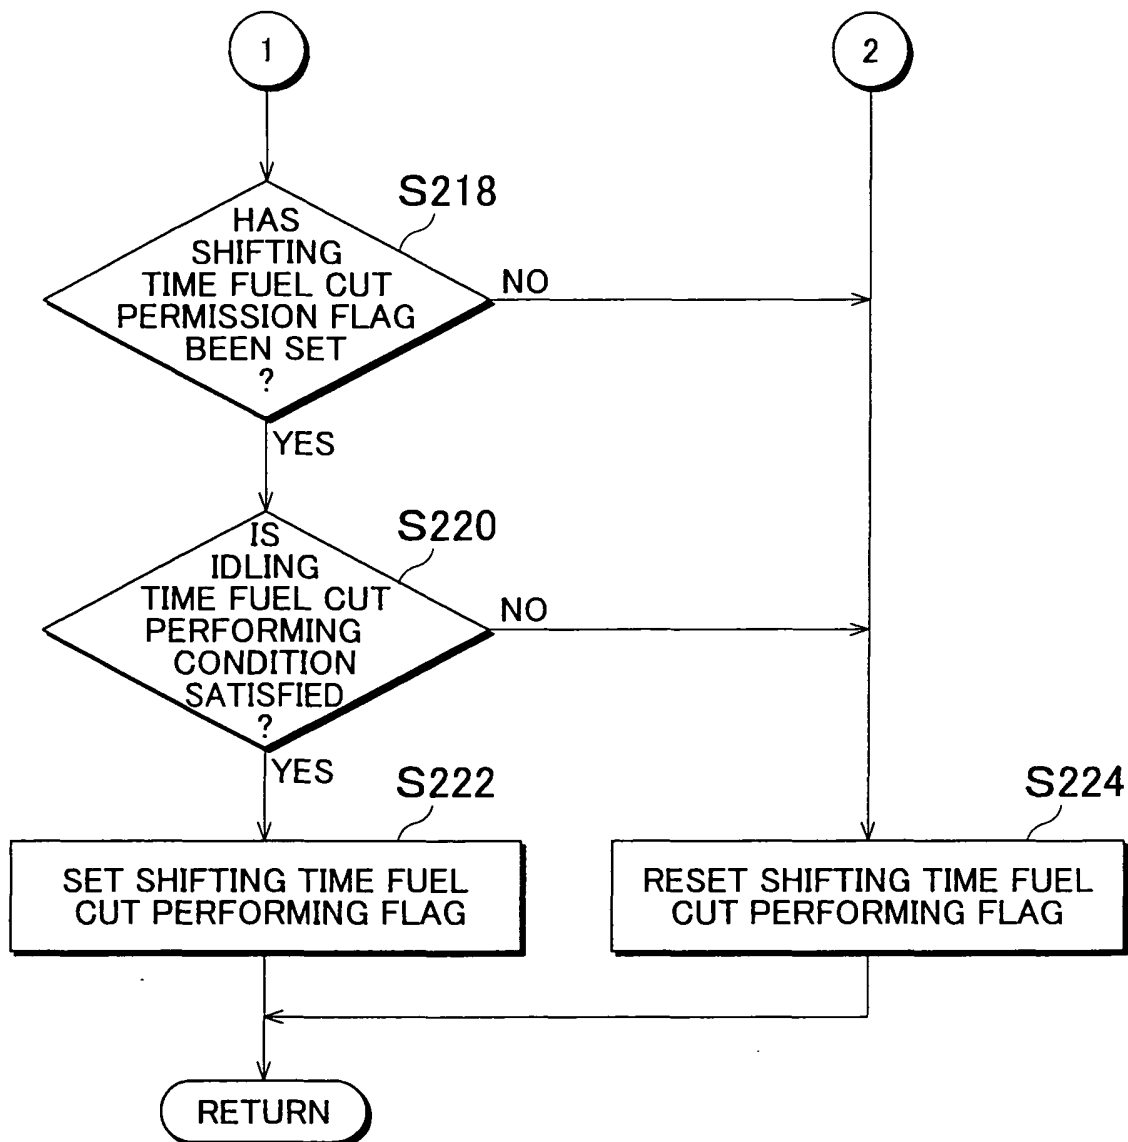 1
2
S218
HAS
SHIFTING
TIME FUEL CUT
PERMISSION FLAG
BEEN SET
?
NO
YES
S220
IS
IDLING
TIME FUEL CUT
PERFORMING
CONDITION
SATISFIED
?
NO
YES
S222
SET SHIFTING TIME FUEL
CUT PERFORMING FLAG
S224
RESET SHIFTING TIME FUEL
CUT PERFORMING FLAG
RETURN